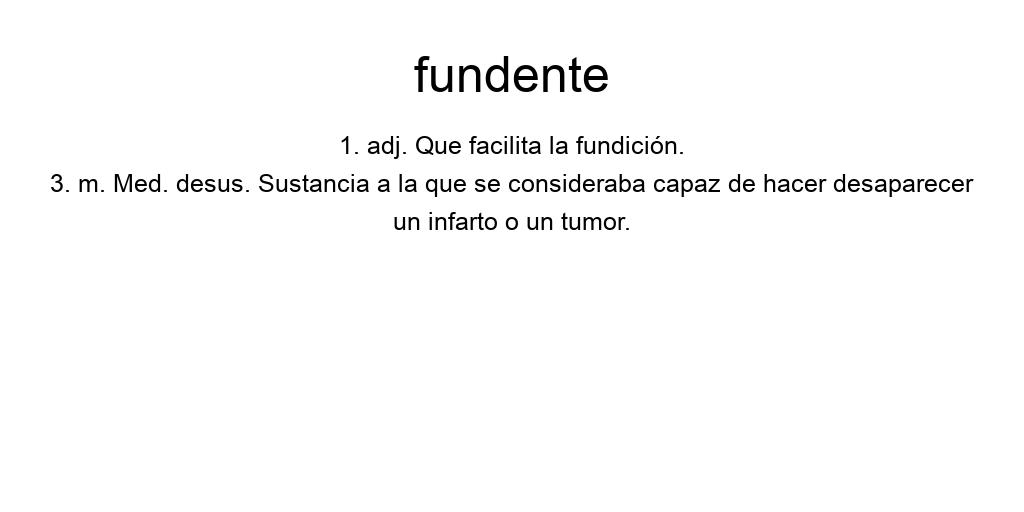 fundente
1. adj. Que facilita la fundición.
3. m. Med. desus. Sustancia a la que se consideraba capaz de hacer desaparecer
un infarto o un tumor.